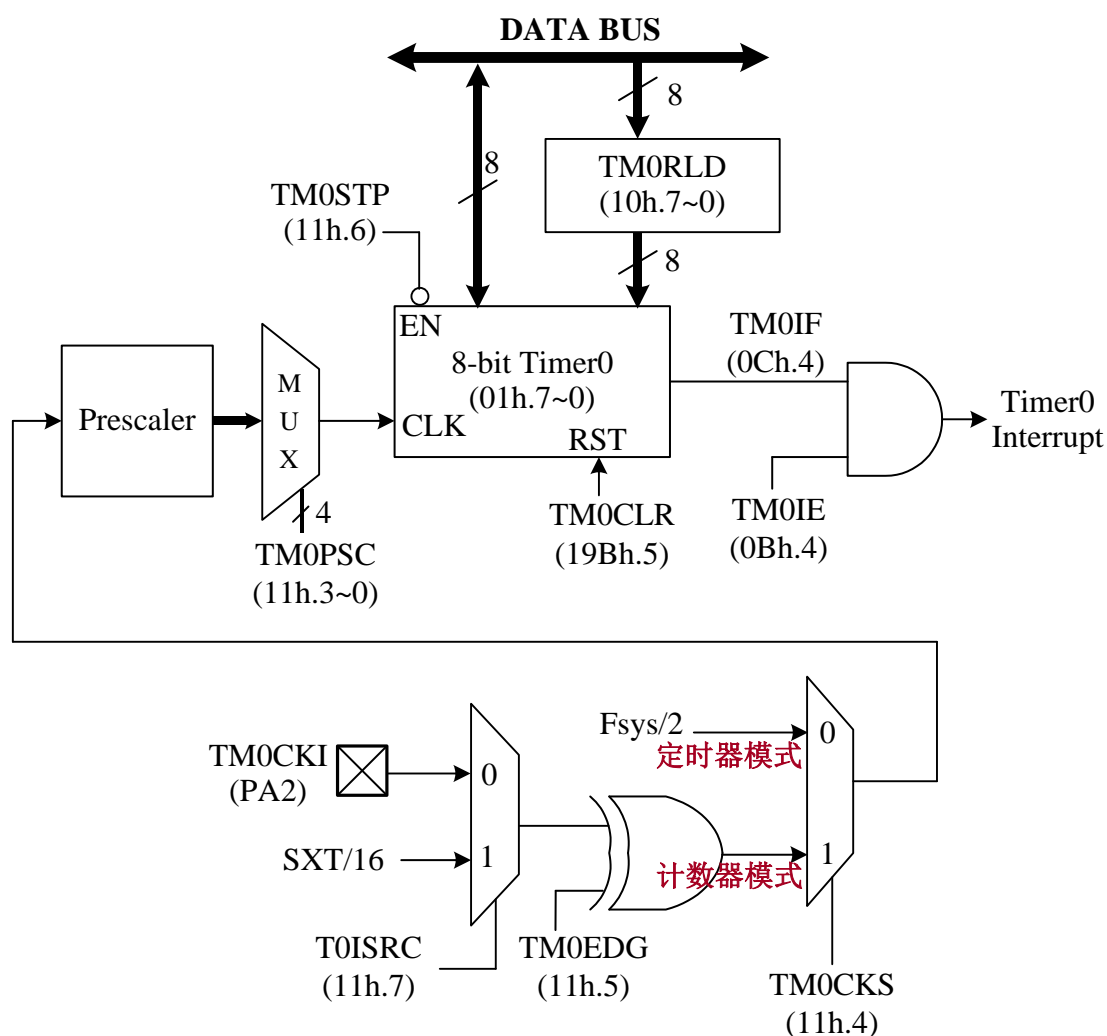 DATA BUS
8
8
TM0RLD
(10h.7~0)
TM0STP
(11h.6)
8
EN
8-bit Timer0
(01h.7~0)
CLK
RST
TM0IF
(0Ch.4)
Timer0
Interrupt
Prescaler
M
U
X
4
TM0PSC
(11h.3~0)
TM0CLR
(19Bh.5)
TM0IE
(0Bh.4)
Fsys/2
定时器模式
0
TM0CKI
(PA2)
0
SXT/16
1
计数器模式
1
T0ISRC
(11h.7)
TM0EDG
(11h.5)
TM0CKS
(11h.4)